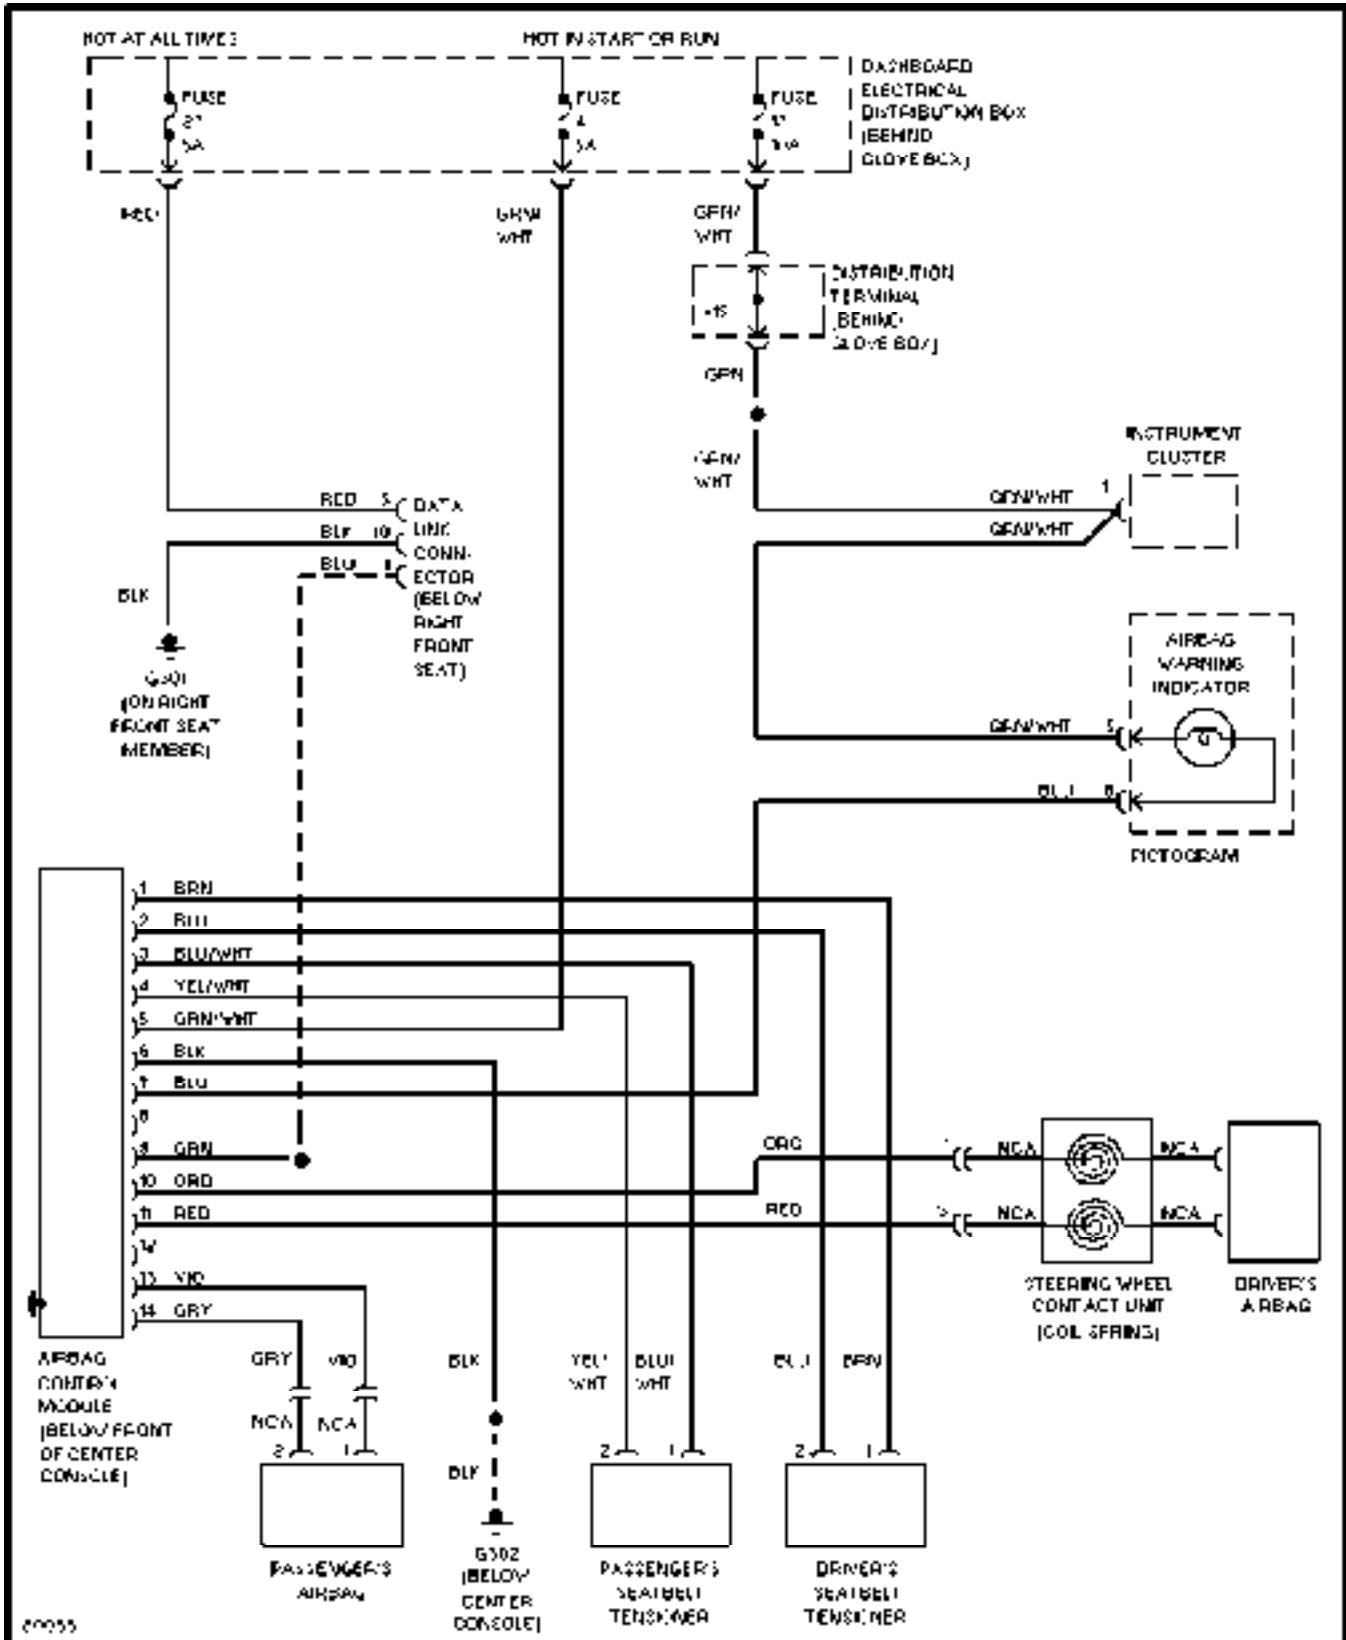 HOT AT ALL TIMES
HOT IN START OR RUN
FUSE
5A
FUSE
4
5A
FUSE
10A
DASHBOARD
ELECTRICAL
DISTRIBUTION BOX
(BEHIND
GLOVE BOX)
RED
GRN/
WHT
GRN/
WHT
DISTRIBUTION
TERMINAL
(BEHIND
GLOVE BOX)
GRN
GRN/
WHT
INSTRUMENT
CLUSTER
GRN/WHT 1
GRN/WHT
RED 5
BLK 10
BLU
DATA
LINK
CONN-
ECTOR
(BELOW
RIGHT
FRONT
SEAT)
BLK
G301
(ON RIGHT
FRONT SEAT
MEMBER)
AIRBAG
WARNING
INDICATOR
GRN/WHT 5
BLU
PICTOGRAM
1 BRN
2 BLU
3 BLU/WHT
4 YEL/WHT
5 GRN/WHT
6 BLK
7 BLU
8
9 GRN
10 ORG
11 RED
12
13 VIO
14 GRY
ORG 1 NCA NCA
RED 2 NCA NCA
STEERING WHEEL
CONTACT UNIT
(COIL SPRING)
DRIVER'S
AIRBAG
AIRBAG
CONTROL
MODULE
(BELOW FRONT
OF CENTER
CONSOLE)
GRY VIO
NCA NCA
2 1
PASSENGER'S
AIRBAG
BLK
BLK
G302
(BELOW
CENTER
CONSOLE)
YEL/
WHT
BLU/
WHT
2 1
PASSENGER'S
SEATBELT
TENSIONER
BLU BRN
2 1
DRIVER'S
SEATBELT
TENSIONER